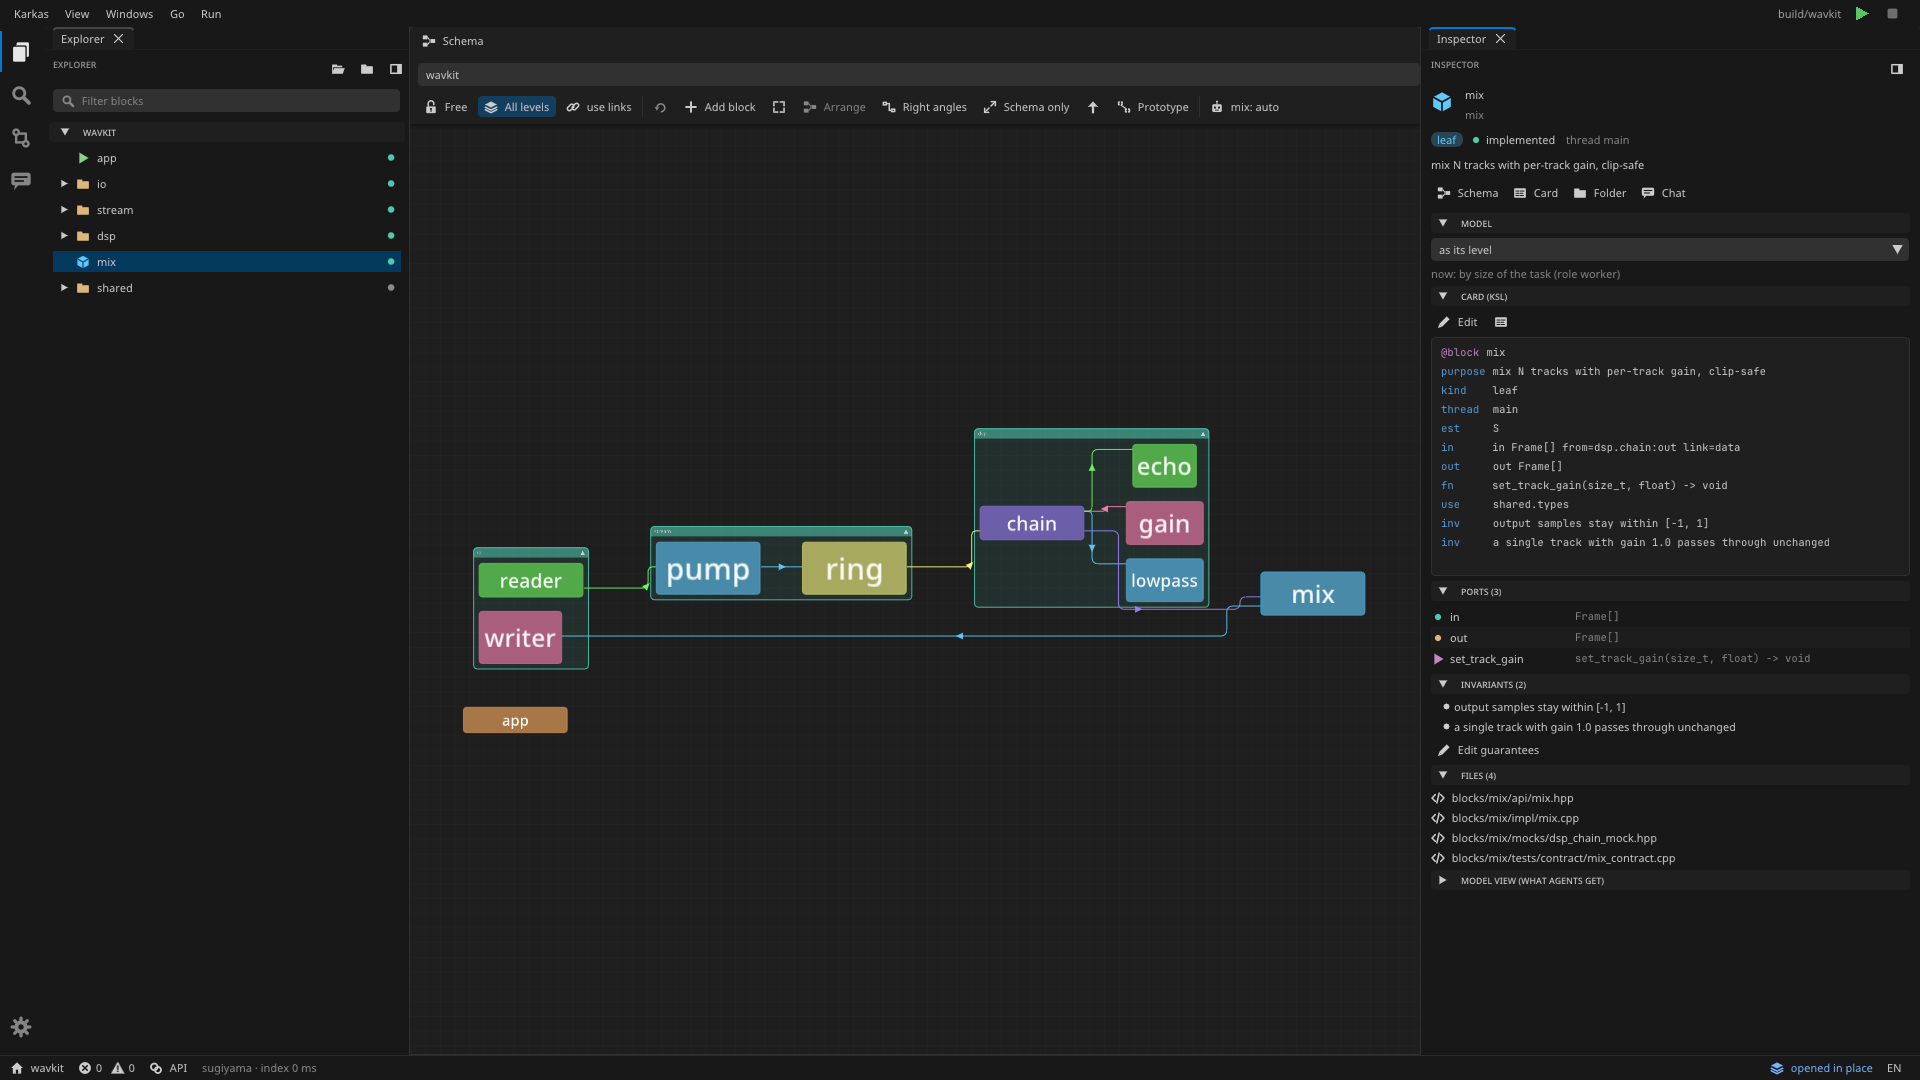 Karkas View Windows Go Run
build/wavkit
Explorer
EXPLORER
Filter blocks
WAVKIT
app
io
stream
dsp
mix
shared
Schema
wavkit
Free All levels use links Add block Arrange Right angles Schema only Prototype mix: auto
echo
chain
gain
lowpass
pump
ring
reader
writer
mix
app
Inspector
INSPECTOR
mix
mix
leaf implemented thread main
mix N tracks with per-track gain, clip-safe
Schema Card Folder Chat
MODEL
as its level
now: by size of the task (role worker)
CARD (KSL)
Edit
@block mix
purpose mix N tracks with per-track gain, clip-safe
kind leaf
thread main
est S
in in Frame[] from=dsp.chain:out link=data
out out Frame[]
fn set_track_gain(size_t, float) -> void
use shared.types
inv output samples stay within [-1, 1]
inv a single track with gain 1.0 passes through unchanged
PORTS (3)
in Frame[]
out Frame[]
set_track_gain set_track_gain(size_t, float) -> void
INVARIANTS (2)
output samples stay within [-1, 1]
a single track with gain 1.0 passes through unchanged
Edit guarantees
FILES (4)
blocks/mix/api/mix.hpp
blocks/mix/impl/mix.cpp
blocks/mix/mocks/dsp_chain_mock.hpp
blocks/mix/tests/contract/mix_contract.cpp
MODEL VIEW (WHAT AGENTS GET)
wavkit 0 0 API sugiyama · index 0 ms
opened in place EN